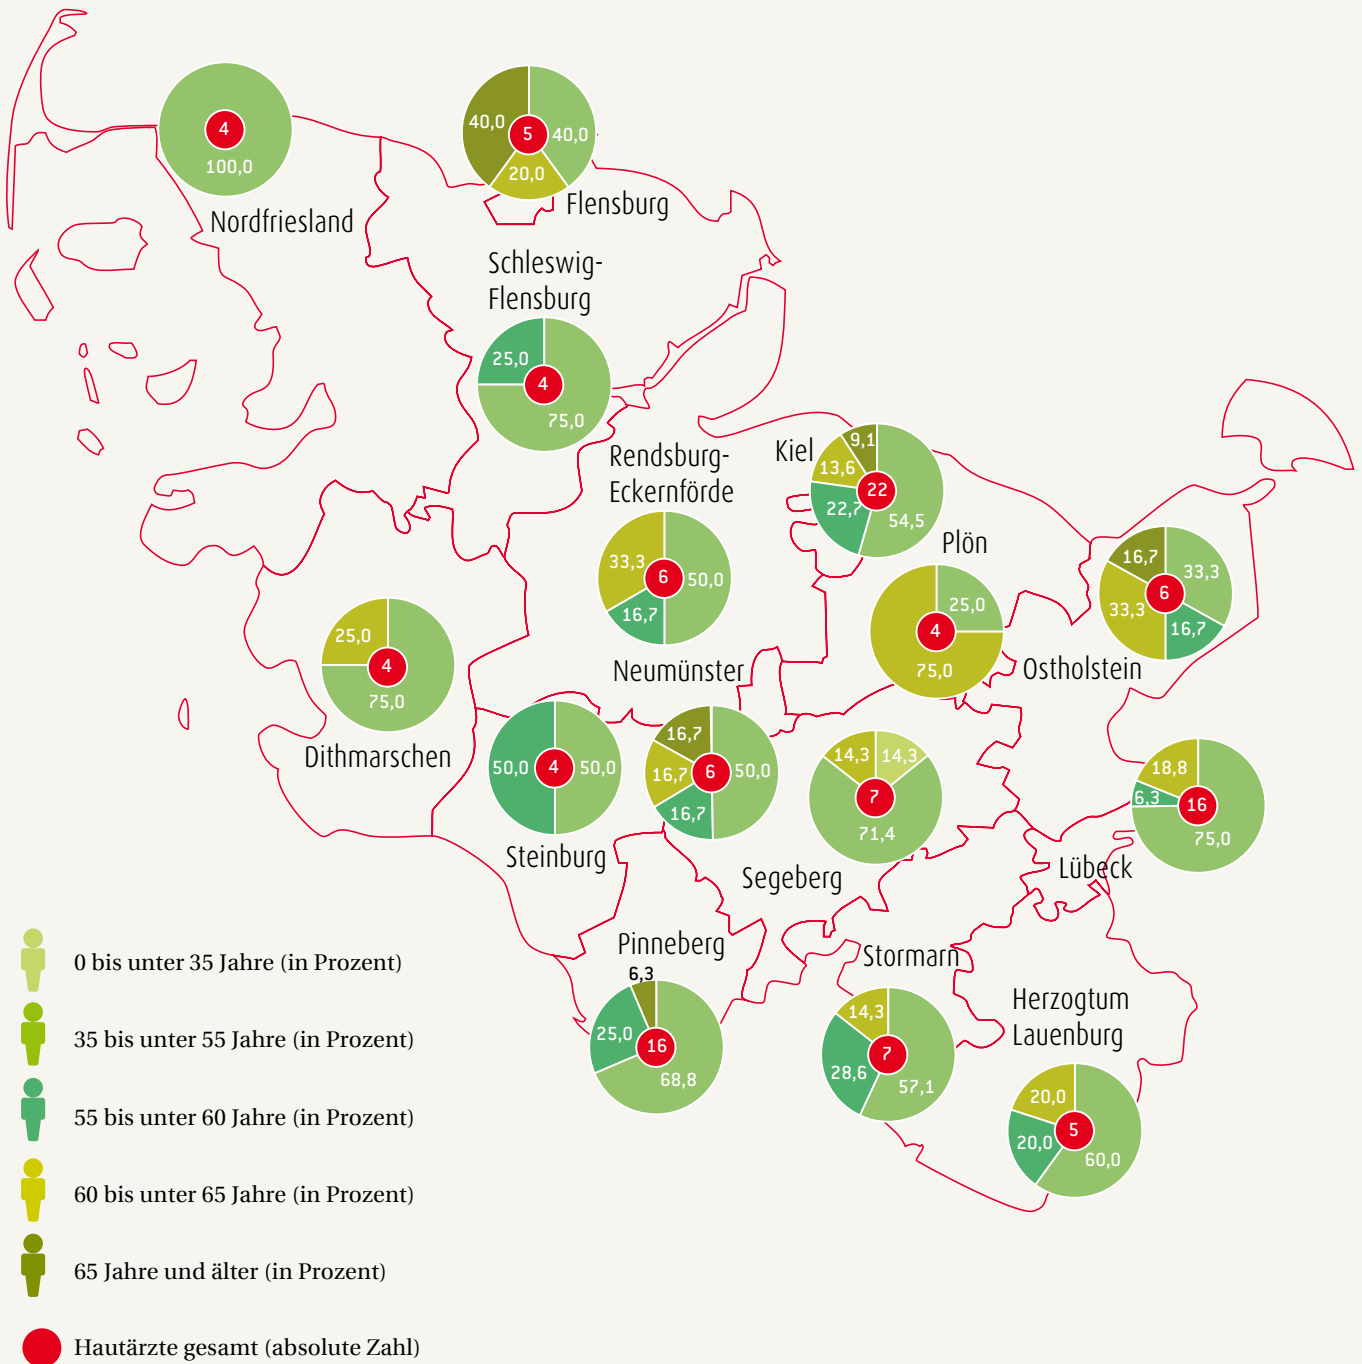 4
100,0
Nordfriesland
40,0
5
40,0
20,0
Flensburg
Schleswig-
Flensburg
25,0
4
75,0
Rendsburg-
Eckernförde
33,3
6
50,0
16,7
Kiel
9,1
13,6
22
22,7
54,5
Plön
25,0
4
75,0
16,7
33,3
6
33,3
16,7
Ostholstein
25,0
4
75,0
Dithmarschen
Neumünster
16,7
16,7
6
50,0
16,7
50,0
4
50,0
Steinburg
14,3
14,3
7
71,4
Segeberg
18,8
6,3
16
75,0
Lübeck
Pinneberg
6,3
25,0
16
68,8
Stormarn
14,3
7
28,6
57,1
Herzogtum
Lauenburg
20,0
5
20,0
60,0
0 bis unter 35 Jahre (in Prozent)
35 bis unter 55 Jahre (in Prozent)
55 bis unter 60 Jahre (in Prozent)
60 bis unter 65 Jahre (in Prozent)
65 Jahre und älter (in Prozent)
Hautärzte gesamt (absolute Zahl)